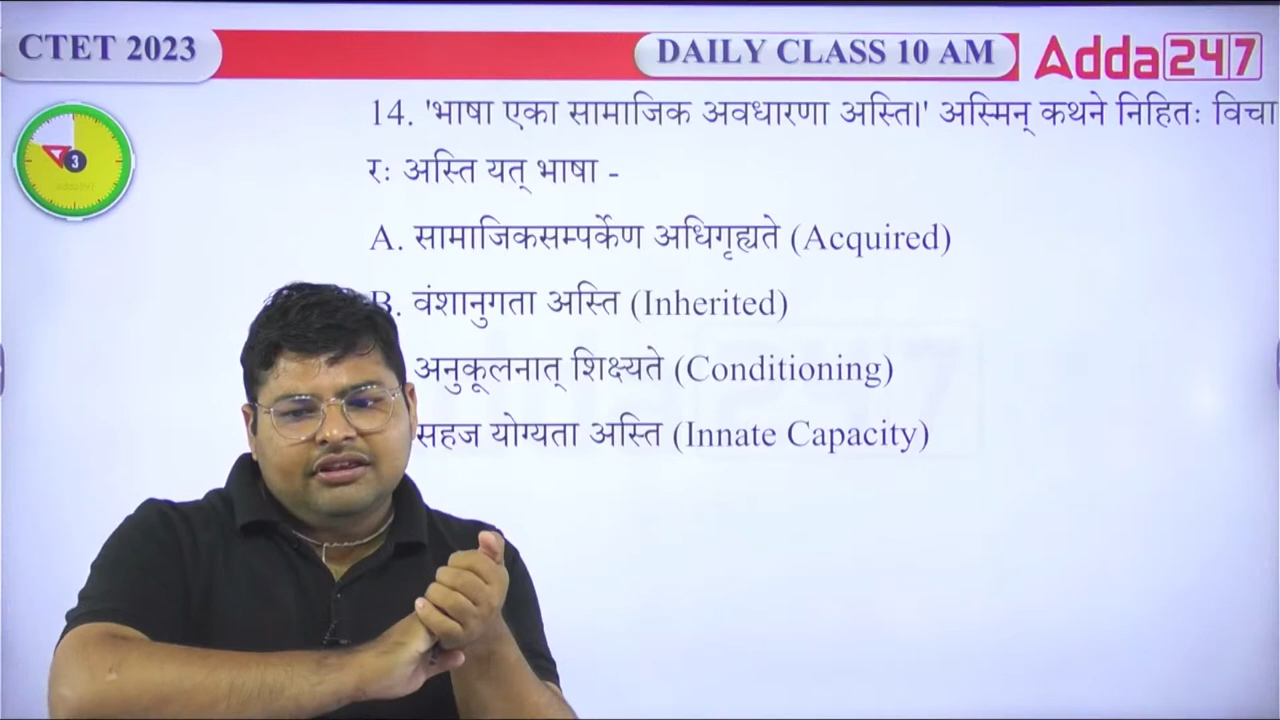 CTET 2023
DAILY CLASS 10 AM
Adda247
3
14. 'भाषा एका सामाजिक अवधारणा अस्ति।' अस्मिन् कथने निहितः विचा
रः अस्ति यत् भाषा -
A. सामाजिकसम्पर्केण अधिगृह्यते (Acquired)
B. वंशानुगता अस्ति (Inherited)
अनुकूलनात् शिक्ष्यते (Conditioning)
सहज योग्यता अस्ति (Innate Capacity)